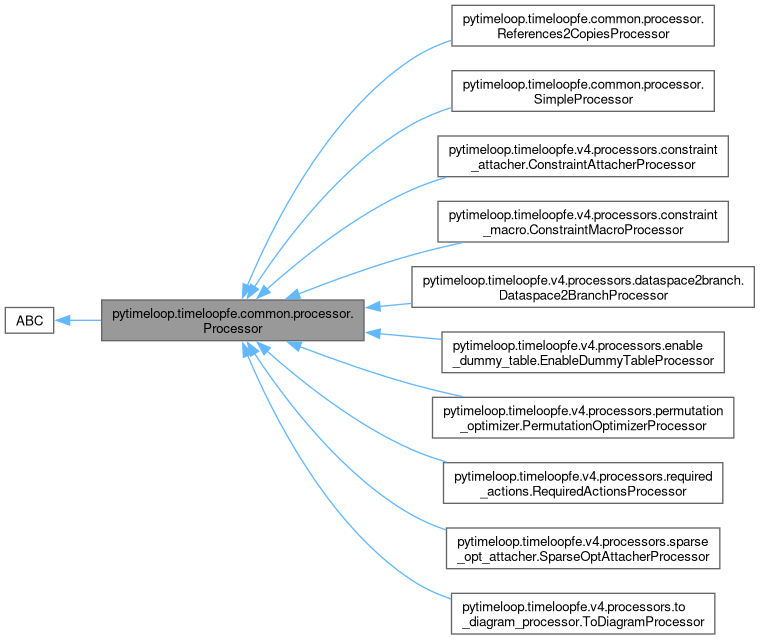 pytimeloop.timeloopfe.common.processor.
References2CopiesProcessor
pytimeloop.timeloopfe.common.processor.
SimpleProcessor
pytimeloop.timeloopfe.v4.processors.constraint
_attacher.ConstraintAttacherProcessor
pytimeloop.timeloopfe.v4.processors.constraint
_macro.ConstraintMacroProcessor
pytimeloop.timeloopfe.v4.processors.dataspace2branch.
Dataspace2BranchProcessor
ABC
pytimeloop.timeloopfe.common.processor.
Processor
pytimeloop.timeloopfe.v4.processors.enable
_dummy_table.EnableDummyTableProcessor
pytimeloop.timeloopfe.v4.processors.permutation
_optimizer.PermutationOptimizerProcessor
pytimeloop.timeloopfe.v4.processors.required
_actions.RequiredActionsProcessor
pytimeloop.timeloopfe.v4.processors.sparse
_opt_attacher.SparseOptAttacherProcessor
pytimeloop.timeloopfe.v4.processors.to
_diagram_processor.ToDiagramProcessor